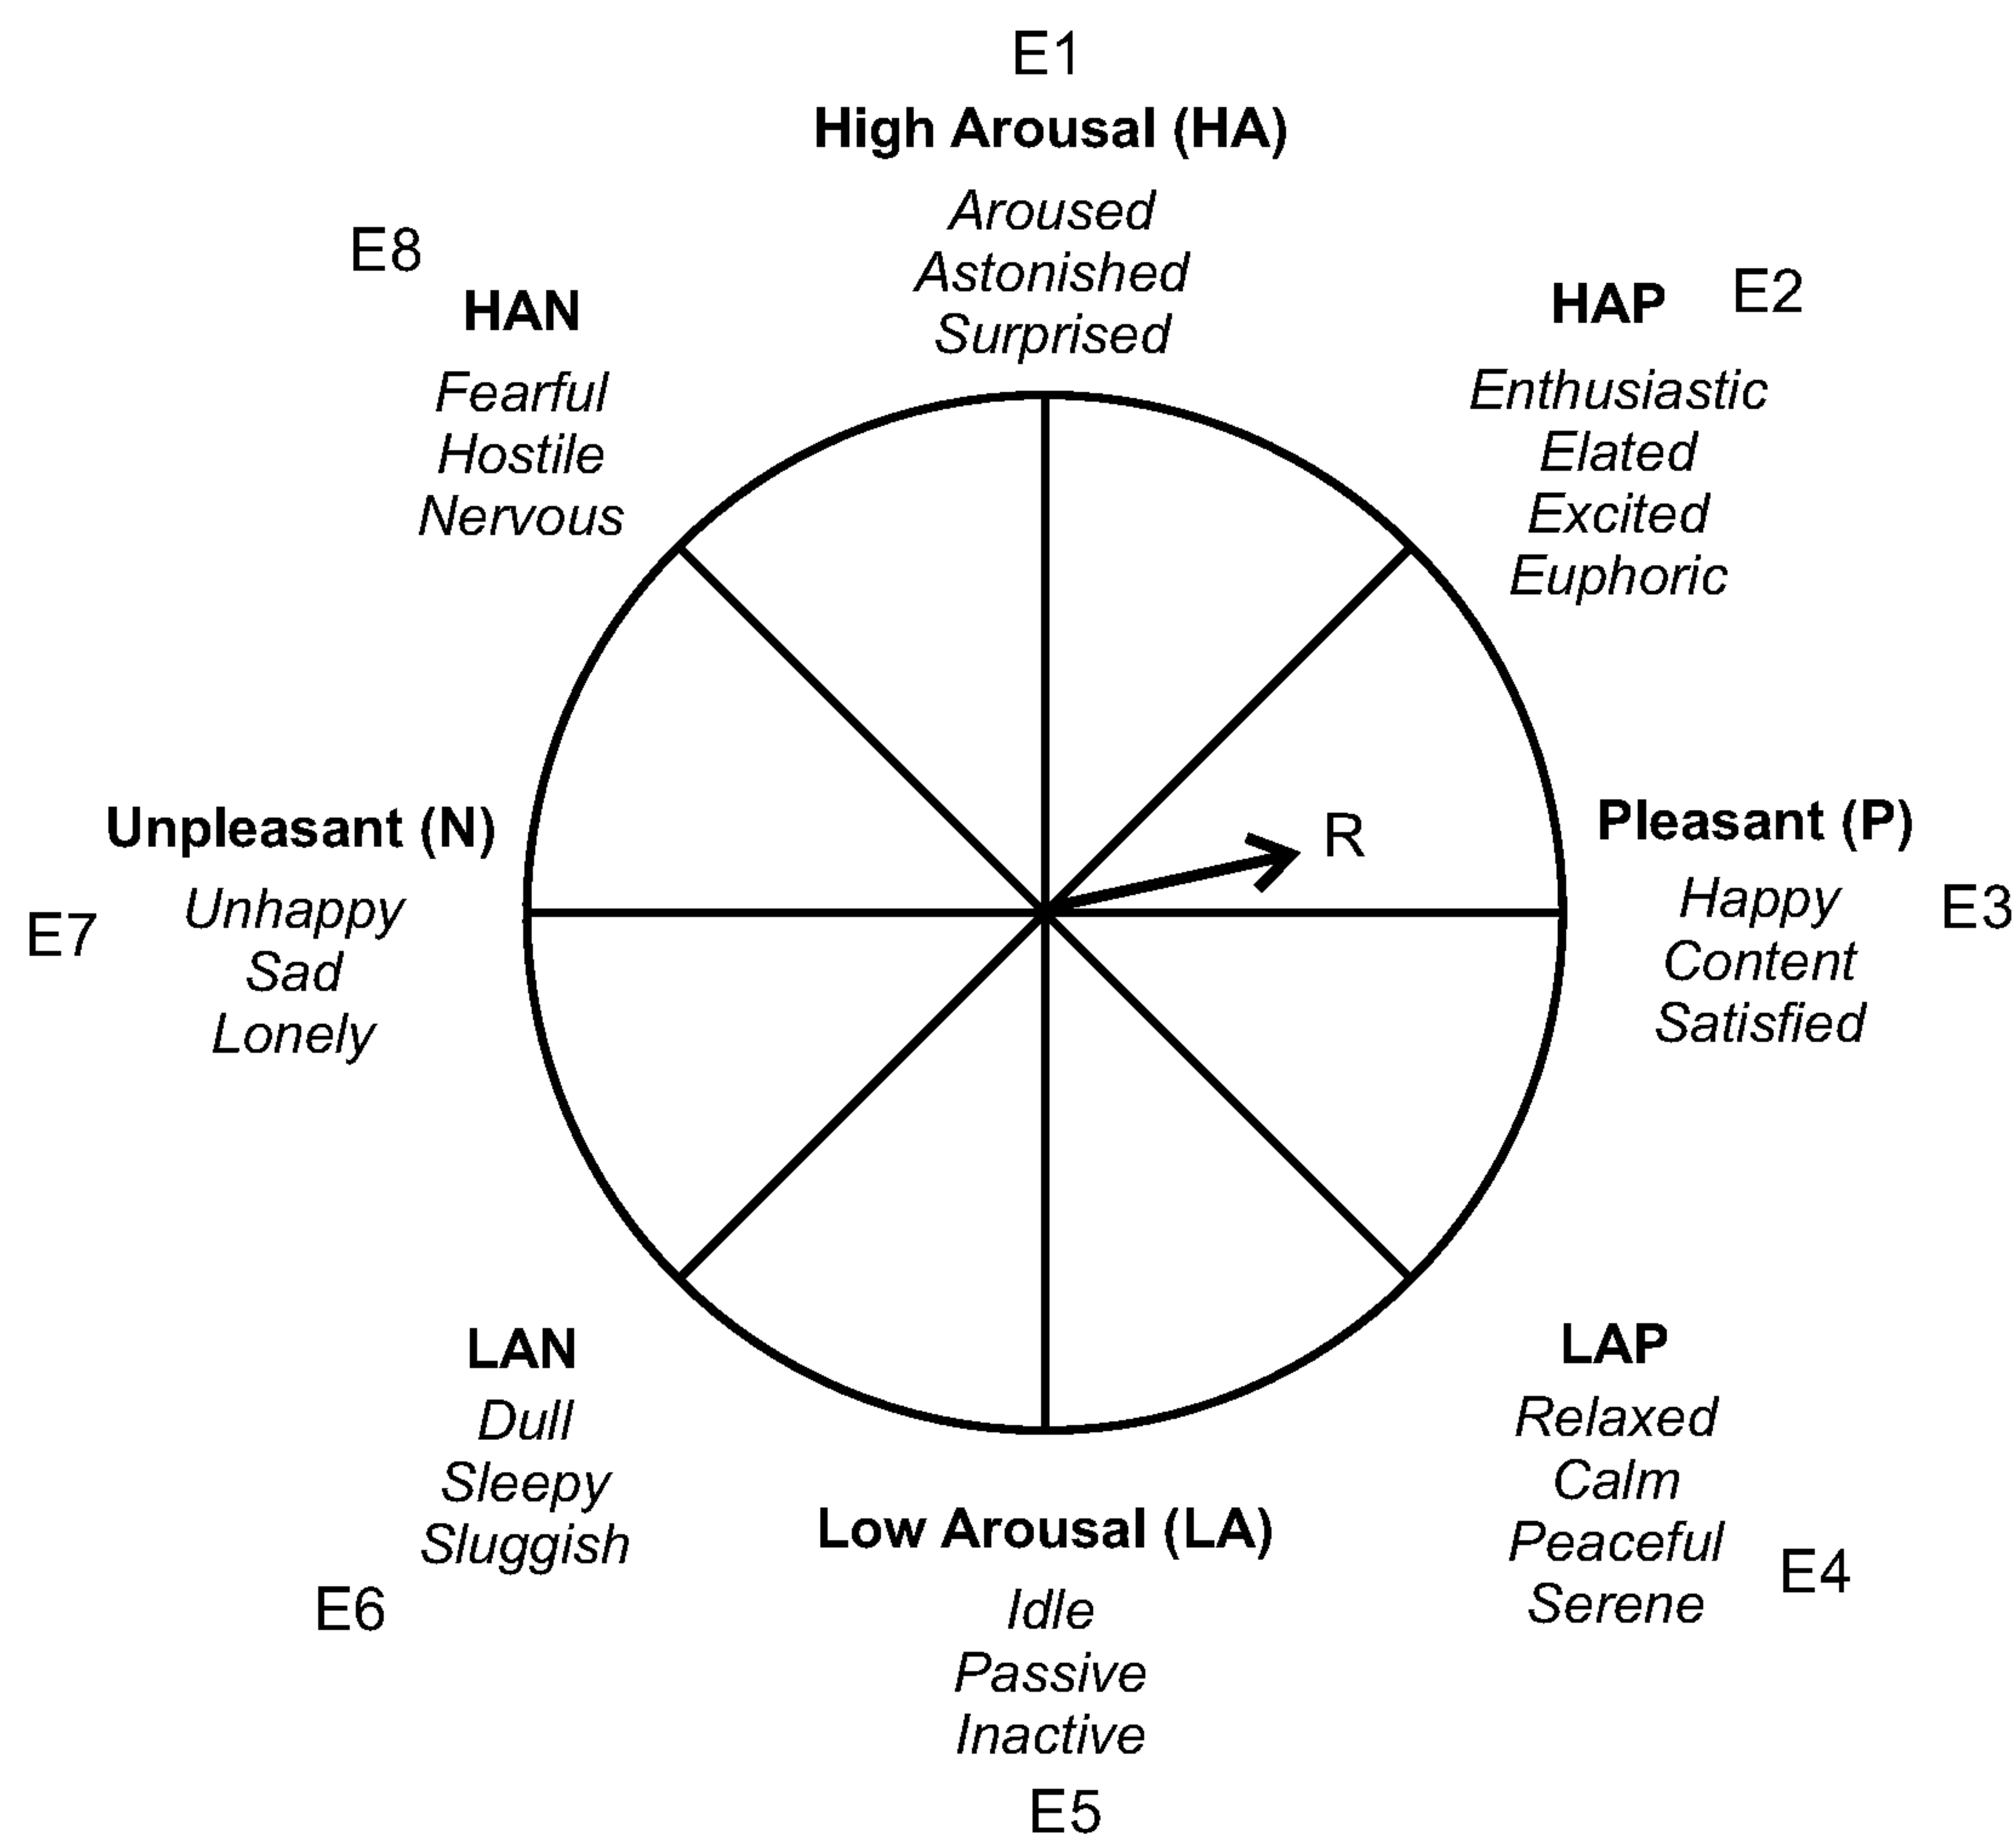 E1
High Arousal (HA)
Aroused
Astonished
Surprised
E8
HAN
Fearful
Hostile
Nervous
HAP
E2
Enthusiastic
Elated
Excited
Euphoric
Unpleasant (N)
E7
Unhappy
Sad
Lonely
R
Pleasant (P)
Happy
Content
Satisfied
E3
LAN
Dull
Sleepy
Sluggish
E6
Low Arousal (LA)
Idle
Passive
Inactive
E5
LAP
Relaxed
Calm
Peaceful
Serene
E4